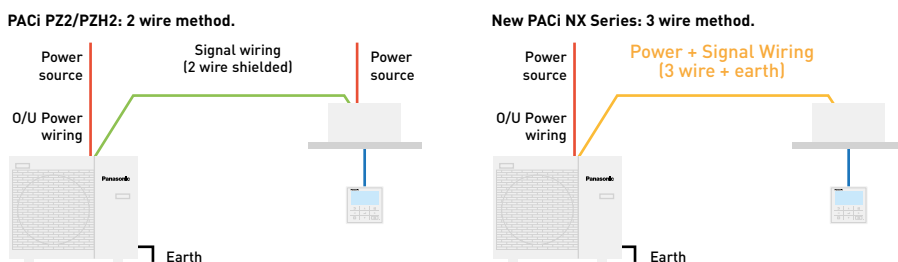 PACi PZ2/PZH2: 2 wire method.
Power
source
Signal wiring
(2 wire shielded)
Power
source
O/U Power
wiring
Panasonic
Earth
New PACi NX Series: 3 wire method.
Power
source
Power + Signal Wiring
(3 wire + earth)
O/U Power
wiring
Panasonic
Earth